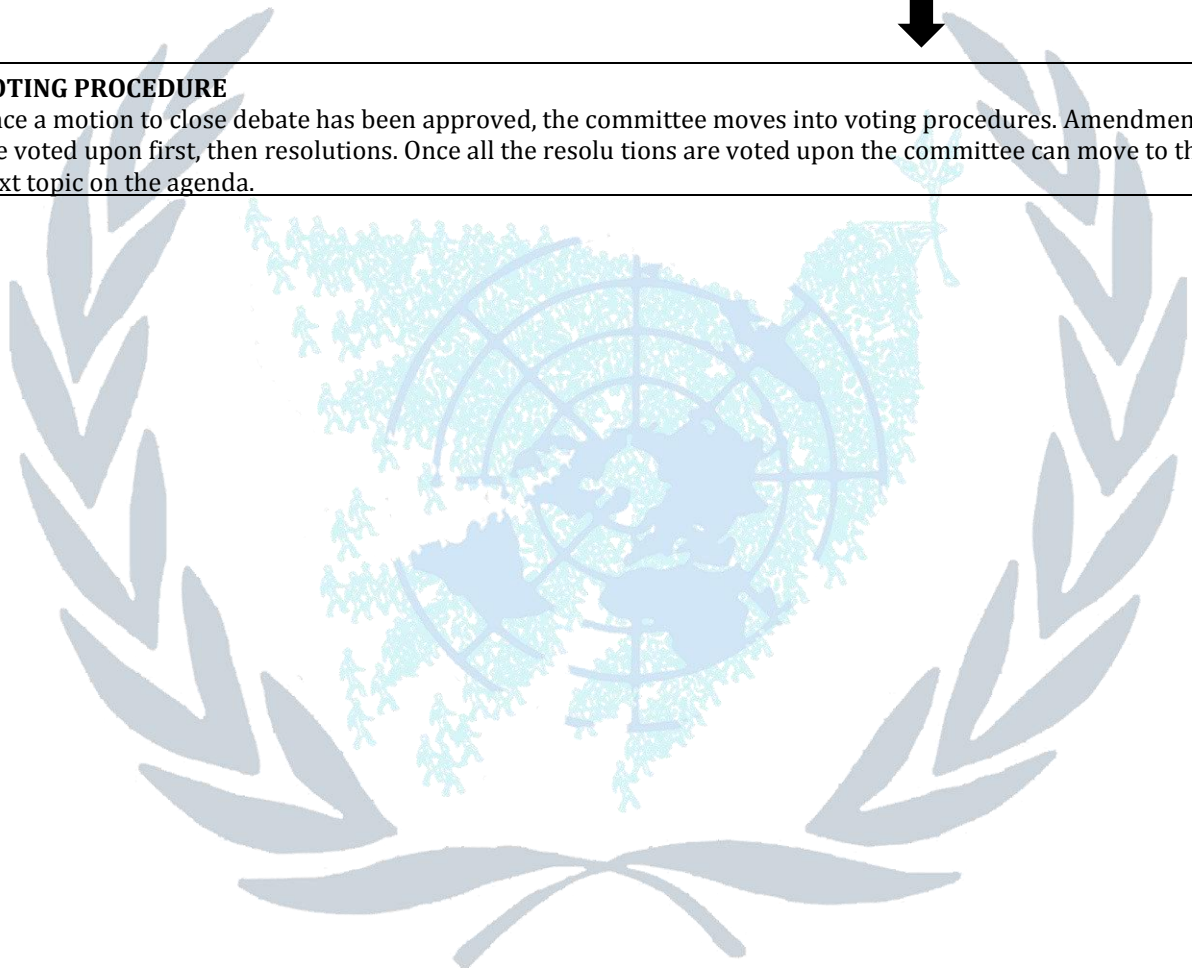 OTING PROCEDURE
nce a motion to close debate has been approved, the committee moves into voting procedures. Amendmen
e voted upon first, then resolutions. Once all the resolu tions are voted upon the committee can move to th
xt topic on the agenda.